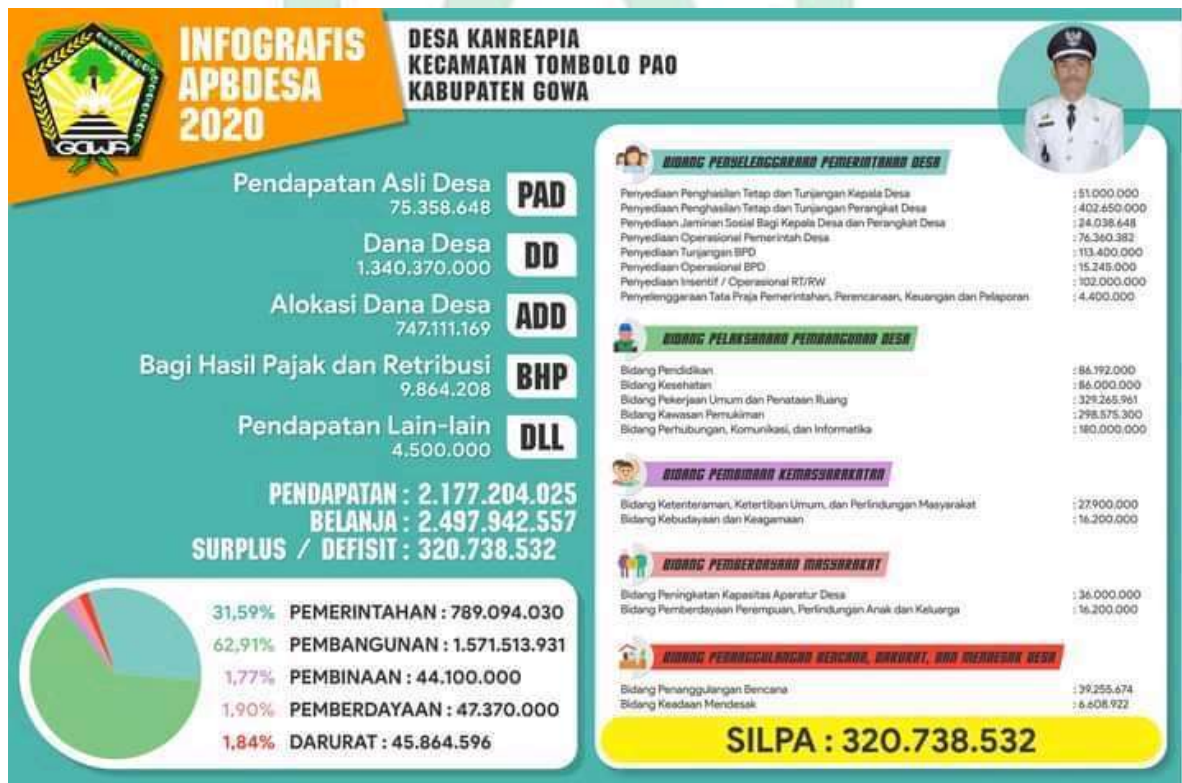 GOWA
INFOGRAFIS
APBDESA
2020
DESA KANREAPIA
KECAMATAN TOMBOLO PAO
KABUPATEN GOWA
Pendapatan Asli Desa
75.358.648
PAD
Dana Desa
1.340.370.000
DD
Alokasi Dana Desa
747.111.169
ADD
Bagi Hasil Pajak dan Retribusi
9.864.208
BHP
Pendapatan Lain-lain
4.500.000
DLL
PENDAPATAN : 2.177.204.025
BELANJA : 2.497.942.557
SURPLUS / DEFISIT : 320.738.532
31,59% PEMERINTAHAN : 789.094.030
62,91% PEMBANGUNAN : 1.571.513.931
1,77% PEMBINAAN : 44.100.000
1,90% PEMBERDAYAAN : 47.370.000
1,84% DARURAT : 45.864.596
BIDANG PENYELENGGARAAN PEMERINTAHAN DESA
Penyediaan Penghasilan Tetap dan Tunjangan Kepala Desa : 51.000.000
Penyediaan Penghasilan Tetap dan Tunjangan Perangkat Desa : 402.650.000
Penyediaan Jaminan Sosial Bagi Kepala Desa dan Perangkat Desa : 24.038.648
Penyediaan Operasional Pemerintah Desa : 76.360.382
Penyediaan Tunjangan BPD : 113.400.000
Penyediaan Operasional BPD : 15.245.000
Penyediaan Insentif / Operasional RT/RW : 102.000.000
Penyelenggaraan Tata Praja Pemerintahan, Perencanaan, Keuangan dan Pelaporan : 4.400.000
BIDANG PELAKSANAAN PEMBANGUNAN DESA
Bidang Pendidikan : 86.192.000
Bidang Kesehatan : 86.000.000
Bidang Pekerjaan Umum dan Penataan Ruang : 329.265.961
Bidang Kawasan Pemukiman : 298.575.300
Bidang Perhubungan, Komunikasi, dan Informatika : 180.000.000
BIDANG PEMBINAAN KEMASYARAKATAN
Bidang Ketenteraman, Ketertiban Umum, dan Perlindungan Masyarakat : 27.900.000
Bidang Kebudayaan dan Keagamaan : 16.200.000
BIDANG PEMBERDAYAAN MASYARAKAT
Bidang Peningkatan Kapasitas Aparatur Desa : 36.000.000
Bidang Pemberdayaan Perempuan, Perlindungan Anak dan Keluarga : 16.200.000
BIDANG PENANGGULANGAN BENCANA, DARURAT, DAN MENDESAK DESA
Bidang Penanggulangan Bencana : 39.255.674
Bidang Keadaan Mendesak : 6.608.922
SILPA : 320.738.532